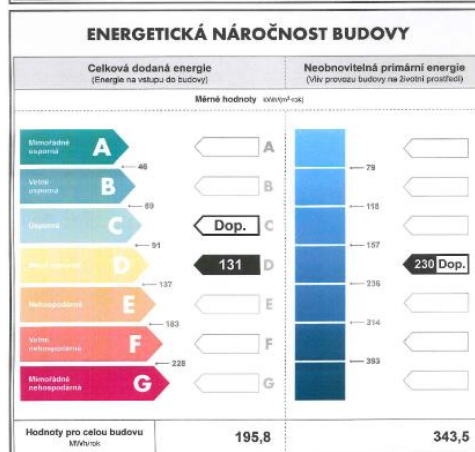 ENERGETICKÁ NÁROČNOST BUDOVY
Celková dodaná energie
(Energie na vstupu do budovy)
Neobnovitelná primární energie
(Vliv provozu budovy na životní prostředí)
Měrné hodnoty kWh/(m²·rok)
Mimořádně úsporná A
A
46
79
Velmi úsporná B
B
69
118
Úsporná C
Dop. C
91
157
D
131 D
230 Dop.
137
236
Nehospodárná E
E
183
314
Velmi nehospodárná F
F
228
393
Mimořádně nehospodárná G
G
Hodnoty pro celou budovu
MWh/rok
195,8
343,5